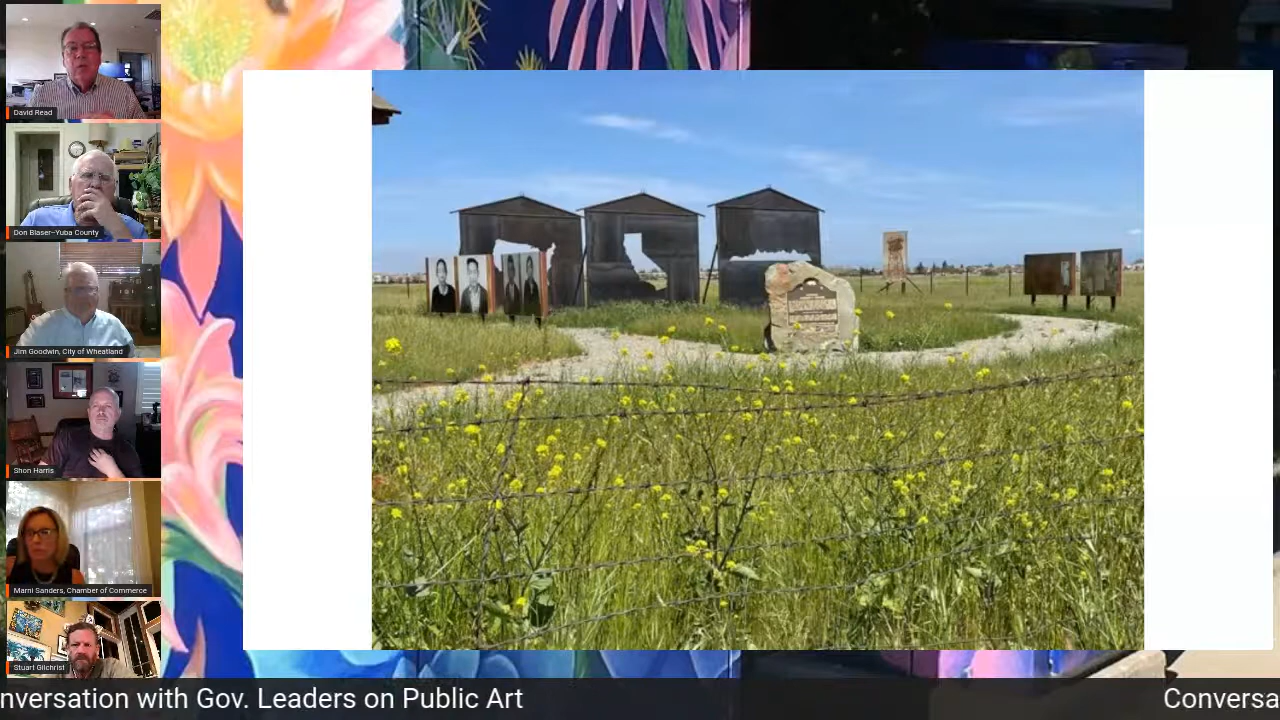 David Read
Don Blaser--Yuba County
Jim Goodwin, City of Wheatland
Shon Harris
Marni Sanders, Chamber of Commerce
Stuart Gilchrist
nversation with Gov. Leaders on Public Art
Conversa